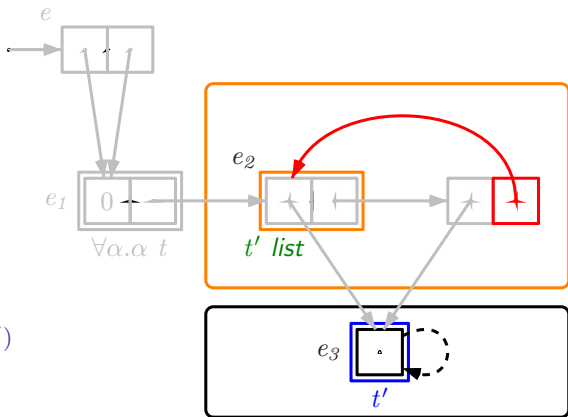 e
e₂
e₁ 0
∀α.α t t′ list
)
e₃
t′